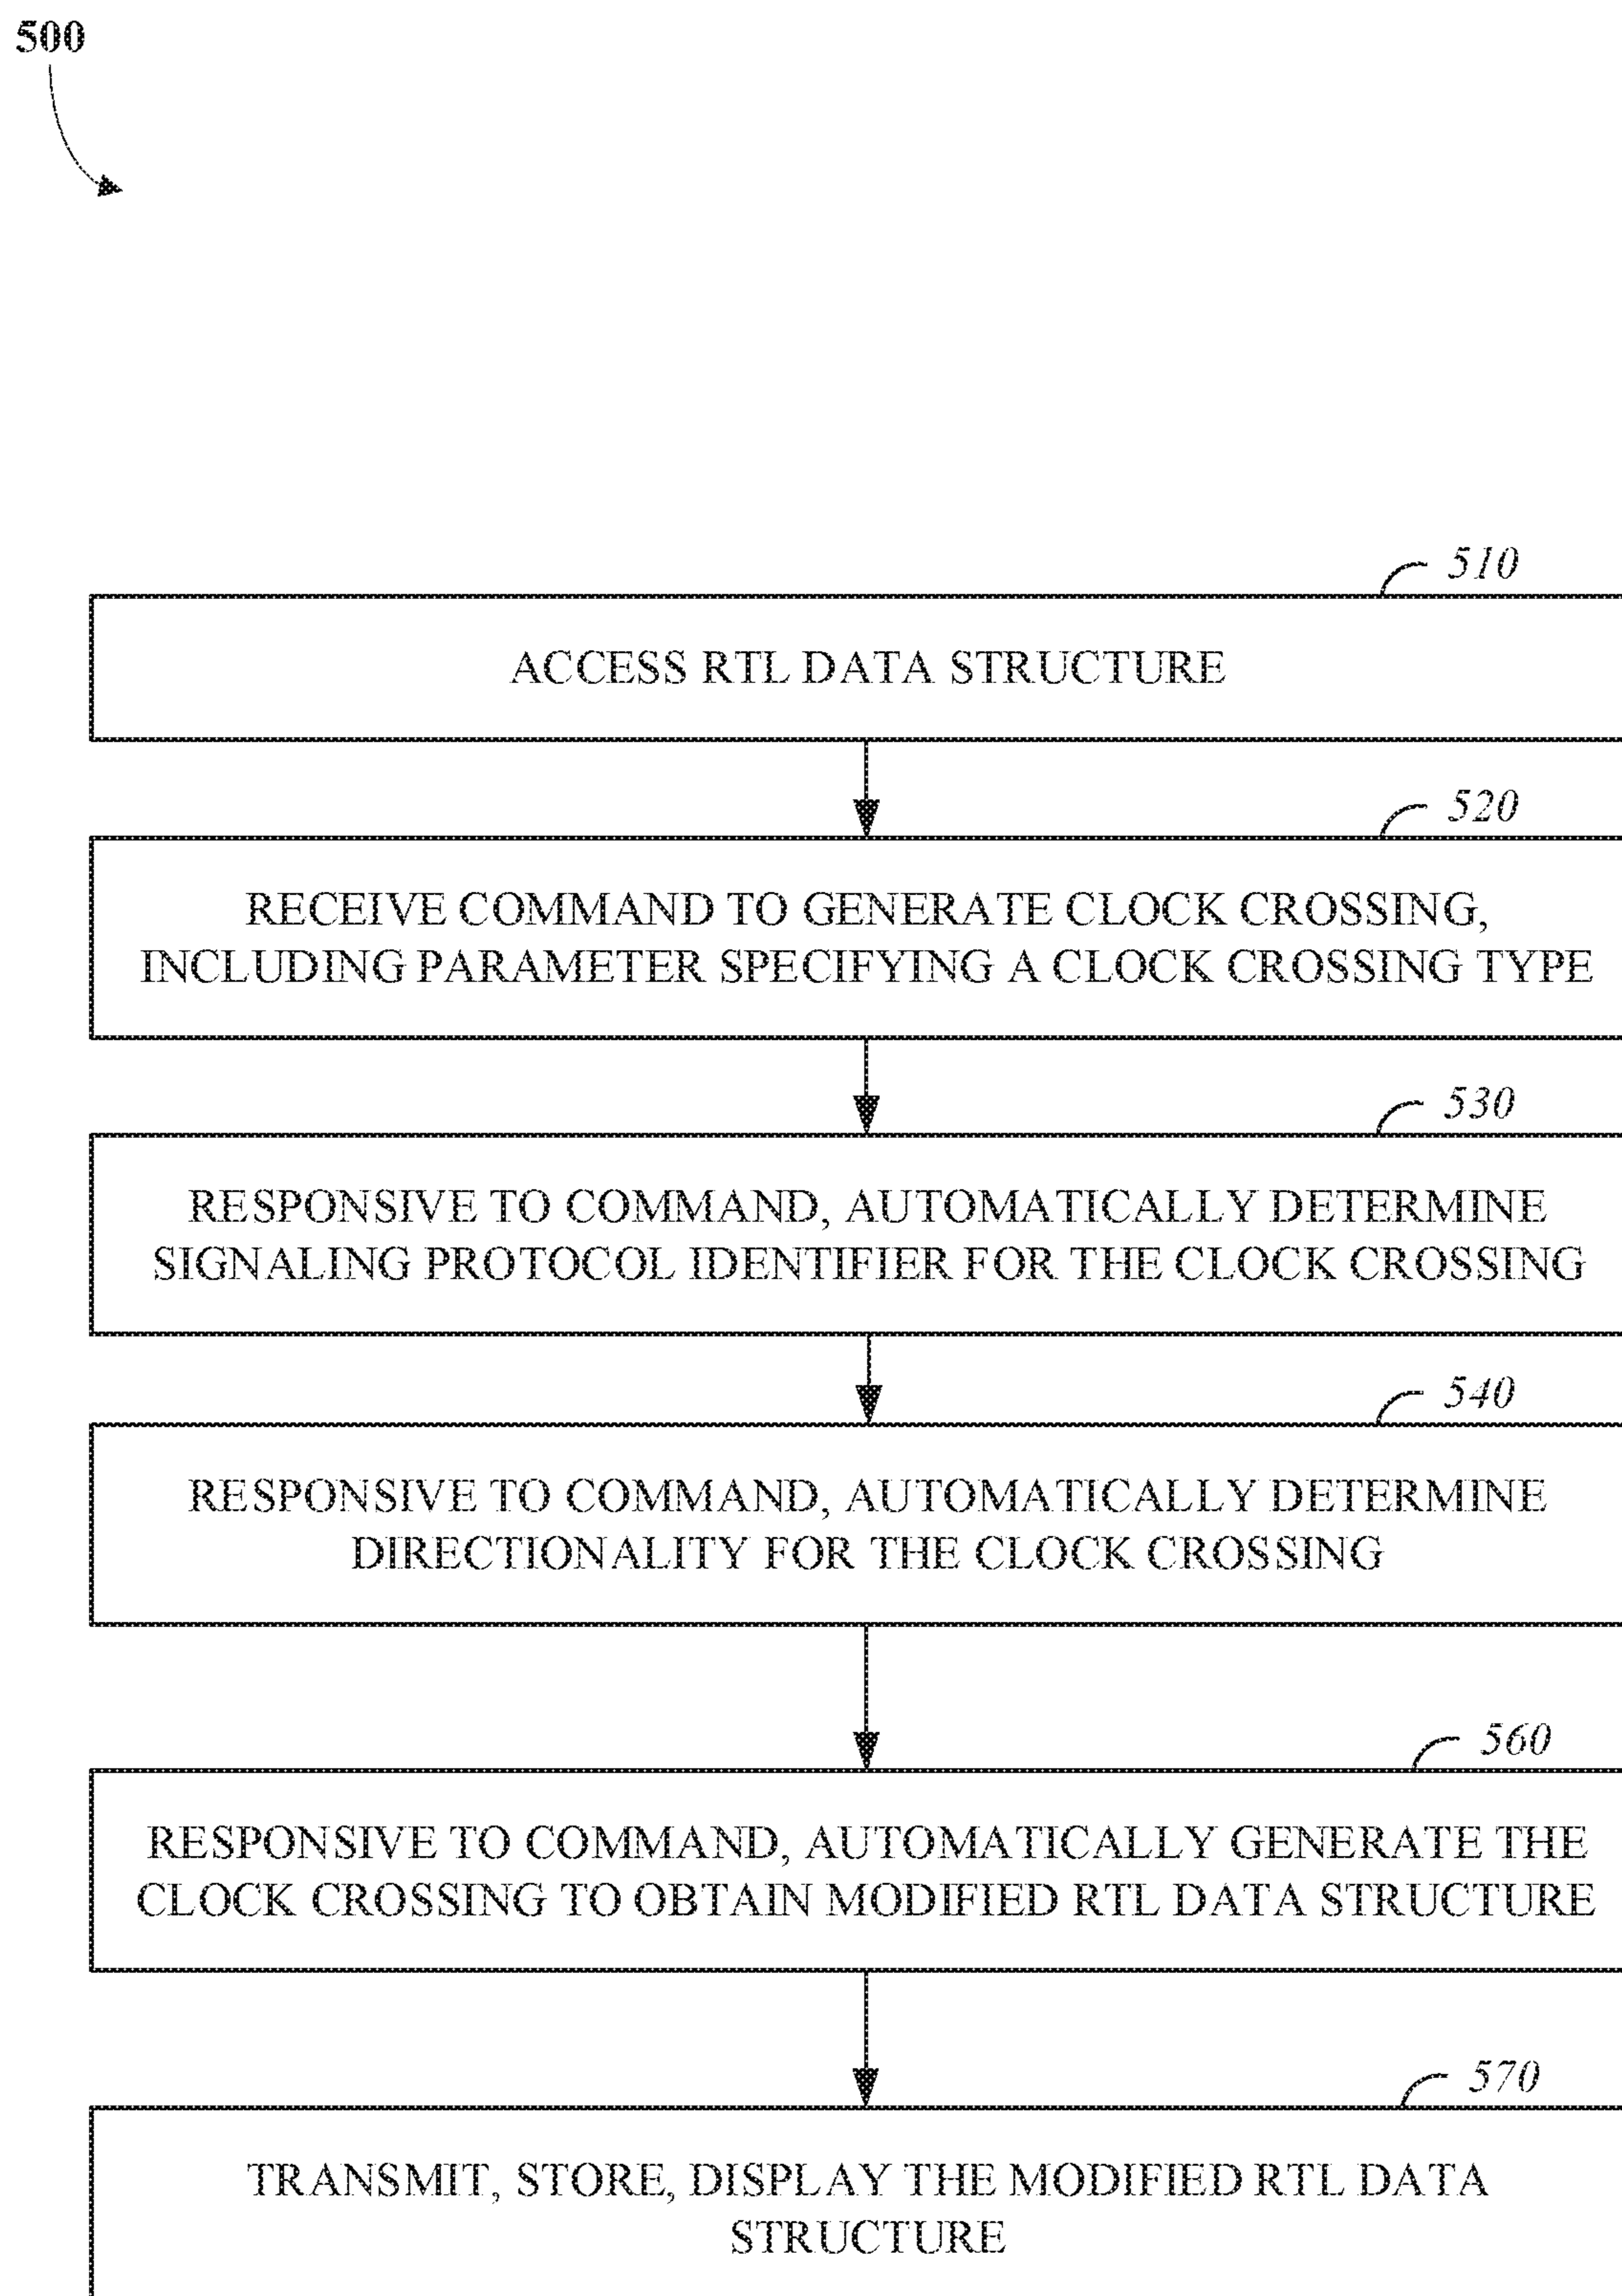 500
510
ACCESS RTL DATA STRUCTURE
520
RECEIVE COMMAND TO GENERATE CLOCK CROSSING,
INCLUDING PARAMETER SPECIFYING A CLOCK CROSSING TYPE
530
RESPONSIVE TO COMMAND, AUTOMATICALLY DETERMINE
SIGNALING PROTOCOL IDENTIFIER FOR THE CLOCK CROSSING
540
RESPONSIVE TO COMMAND, AUTOMATICALLY DETERMINE
DIRECTIONALITY FOR THE CLOCK CROSSING
560
RESPONSIVE TO COMMAND, AUTOMATICALLY GENERATE THE
CLOCK CROSSING TO OBTAIN MODIFIED RTL DATA STRUCTURE
570
TRANSMIT, STORE, DISPLAY THE MODIFIED RTL DATA
STRUCTURE